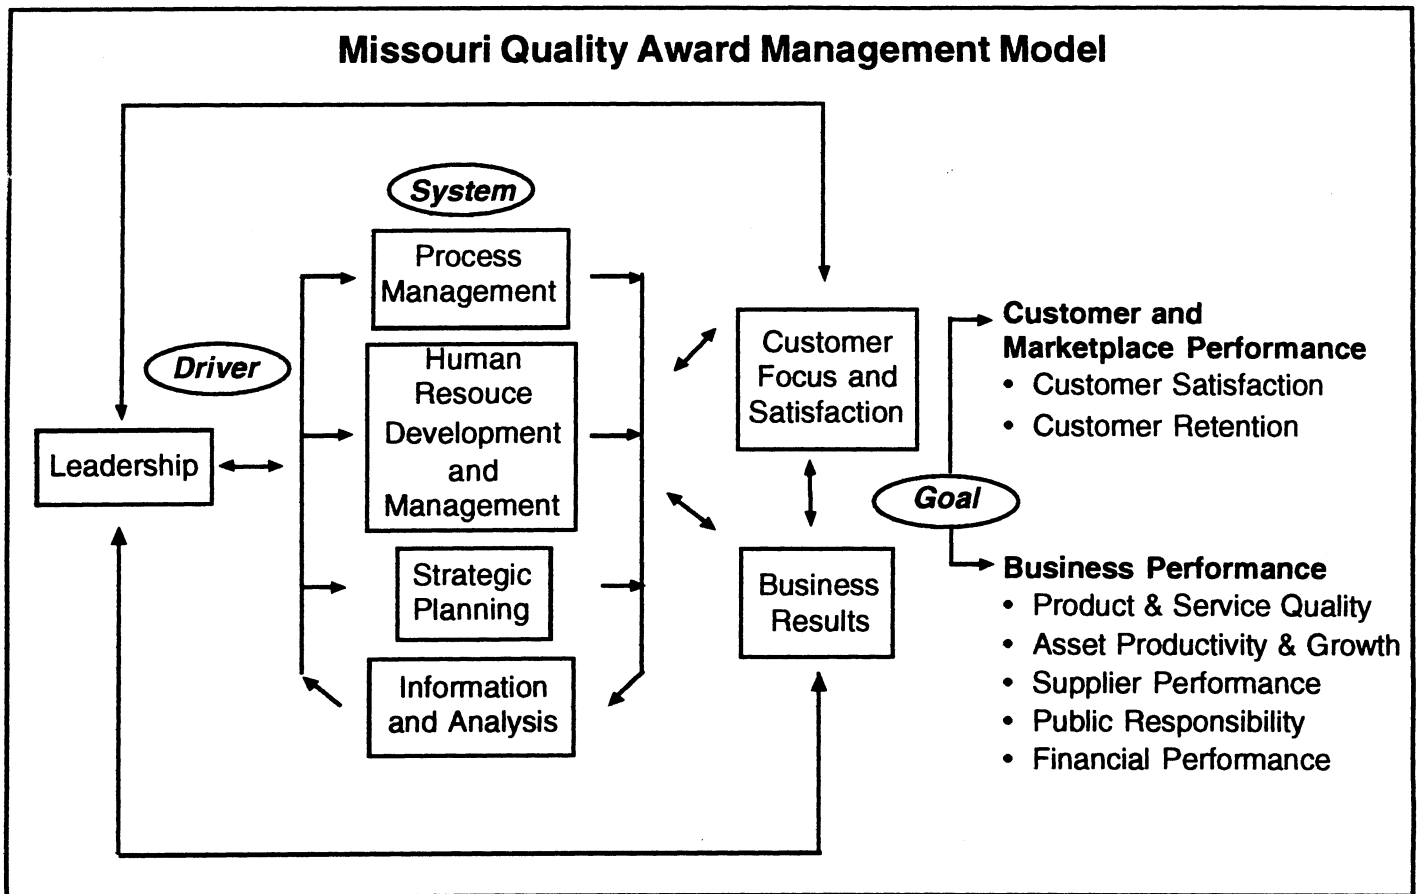 Missouri Quality Award Management Model
System
Process
Management
Driver
Human
Resouce
Development
and
Management
Leadership
Strategic
Planning
Information
and Analysis
Customer
Focus and
Satisfaction
Business
Results
Goal
Customer and
Marketplace Performance
• Customer Satisfaction
• Customer Retention
Business Performance
• Product & Service Quality
• Asset Productivity & Growth
• Supplier Performance
• Public Responsibility
• Financial Performance